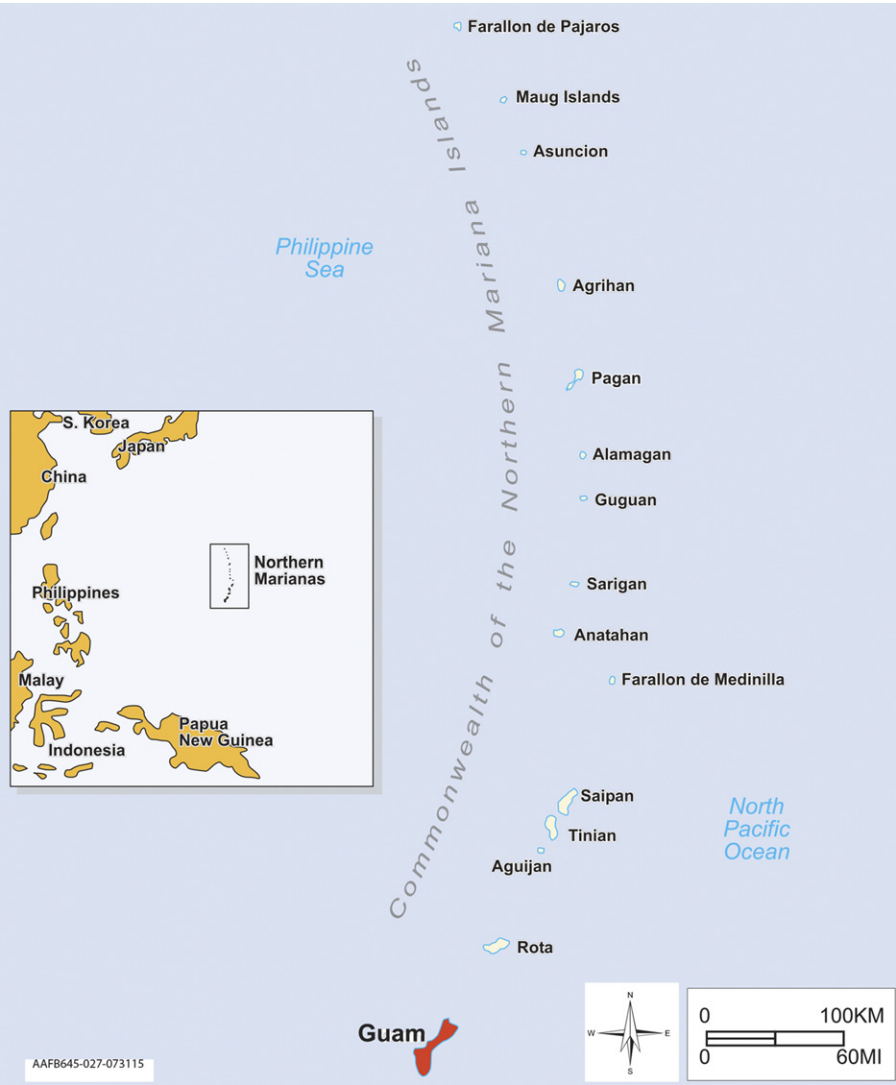 Farallon de Pajaros
Maug Islands
Asuncion
Philippine
Sea
Commonwealth of the Northern Mariana Islands
Agrihan
Pagan
Alamagan
Guguan
Sarigan
Anatahan
Farallon de Medinilla
S. Korea
Japan
China
Northern
Marianas
Philippines
Malay
Papua
New Guinea
Indonesia
Saipan
Tinian
Aguijan
North
Pacific
Ocean
Rota
Guam
N
W E
S
0 100KM
0 60MI
AAFB645-027-073115